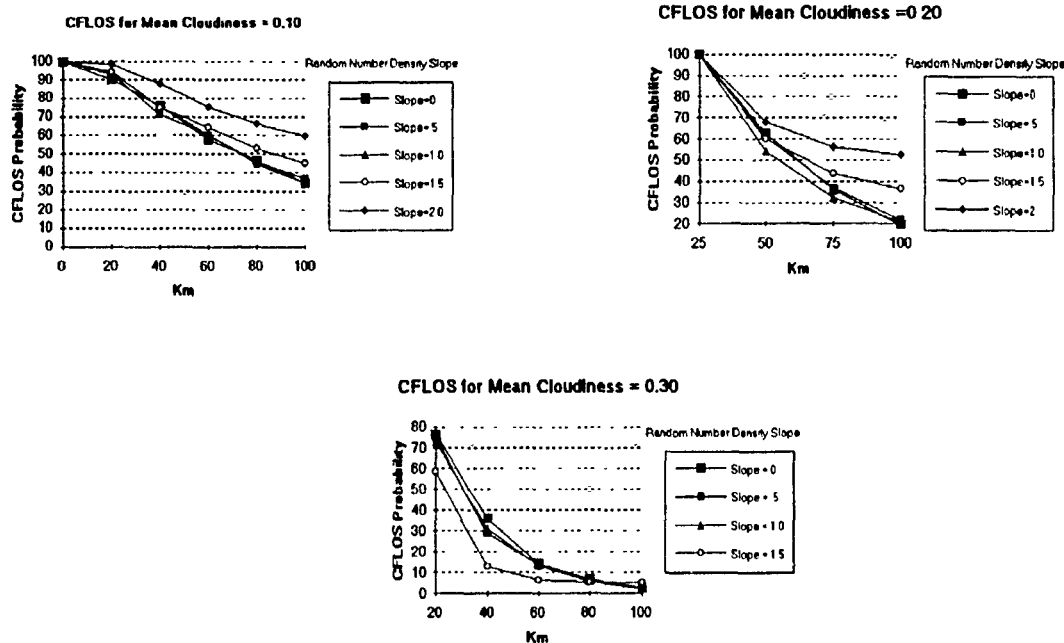 CFLOS for Mean Cloudiness = 0.10
Random Number Density Slope
CFLOS Probability
100
90
80
70
60
50
40
30
20
10
0
0 20 40 60 80 100
Km
Slope=0
Slope= 5
Slope=1.0
Slope=1.5
Slope=2.0
CFLOS for Mean Cloudiness =0 20
Random Number Density Slope
CFLOS Probability
100
90
80
70
60
50
40
30
20
25 50 75 100
Km
Slope=0
Slope= 5
Slope=1.0
Slope=1.5
Slope=2
CFLOS for Mean Cloudiness = 0.30
Random Number Density Slope
CFLOS Probability
80
70
60
50
40
30
20
10
0
20 40 60 80 100
Km
Slope = 0
Slope = 5
Slope = 1.0
Slope = 1.5